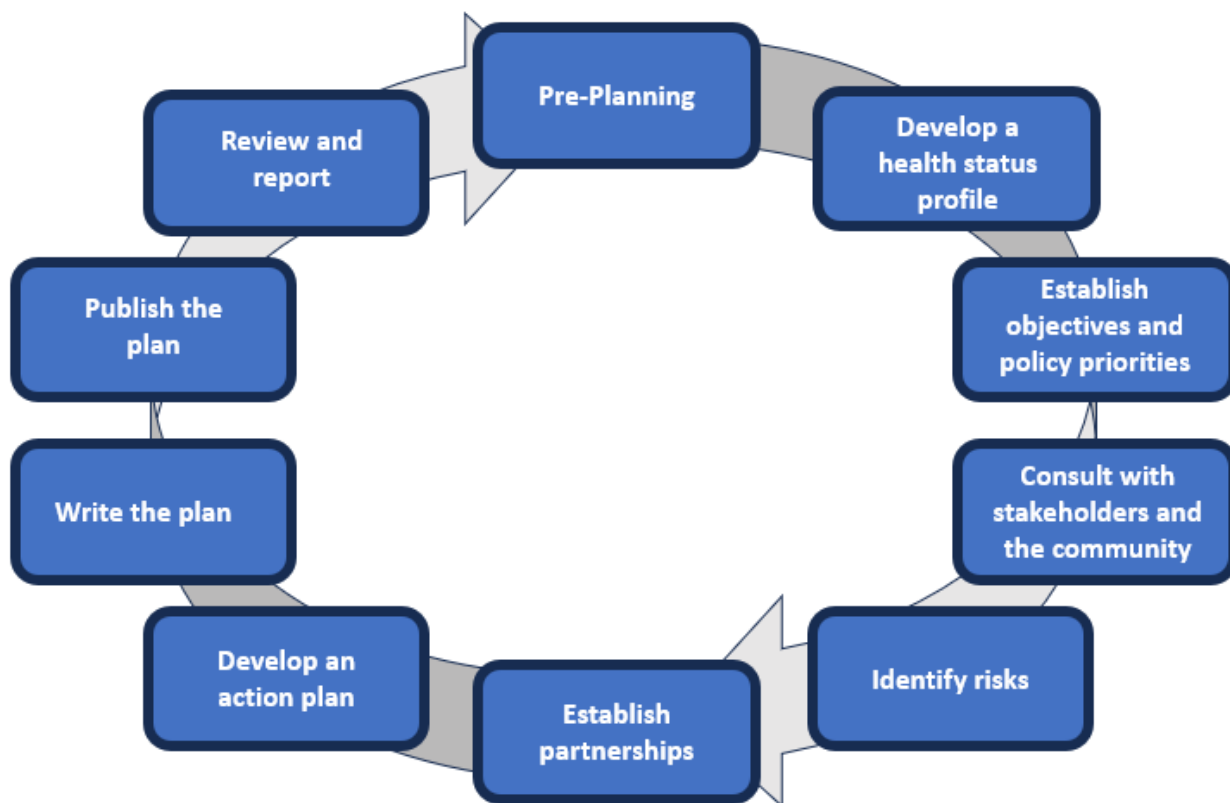 Pre-Planning
Develop a
health status
profile
Establish
objectives and
policy priorities
Consult with
stakeholders and
the community
Identify risks
Establish
partnerships
Develop an
action plan
Write the plan
Publish the
plan
Review and
report